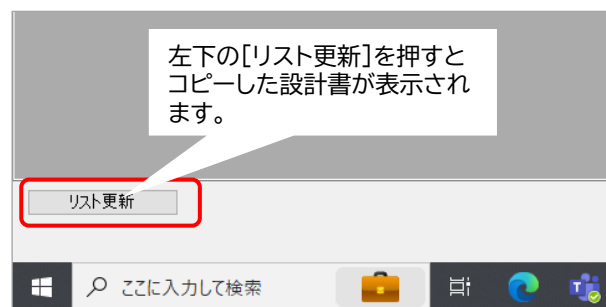 左下の[リスト更新]を押すと
コピーした設計書が表示され
ます。
リスト更新
ここに入力して検索